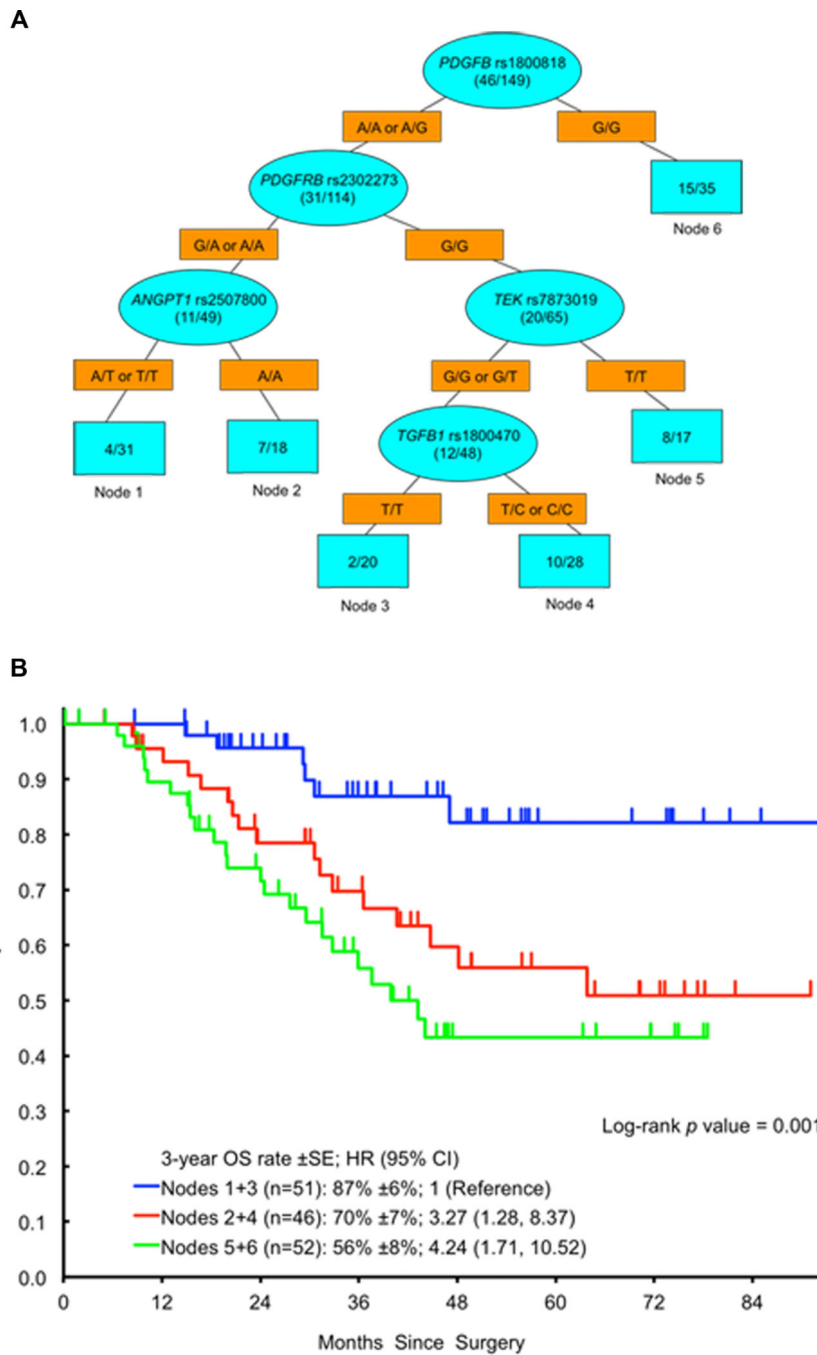 A
PDGFB rs1800818
(46/149)
A/A or A/G
G/G
PDGFRB rs2302273
(31/114)
15/35
Node 6
G/A or A/A
G/G
ANGPT1 rs2507800
(11/49)
TEK rs7873019
(20/65)
A/T or T/T
A/A
G/G or G/T
T/T
4/31
7/18
TGFB1 rs1800470
(12/48)
8/17
Node 1
Node 2
Node 5
T/T
T/C or C/C
2/20
10/28
Node 3
Node 4
B
1.0
0.9
0.8
0.7
0.6
0.5
0.4
0.3
0.2
0.1
0.0
Log-rank p value = 0.001
3-year OS rate ±SE; HR (95% CI)
Nodes 1+3 (n=51): 87% ±6%; 1 (Reference)
Nodes 2+4 (n=46): 70% ±7%; 3.27 (1.28, 8.37)
Nodes 5+6 (n=52): 56% ±8%; 4.24 (1.71, 10.52)
0 12 24 36 48 60 72 84
Months Since Surgery